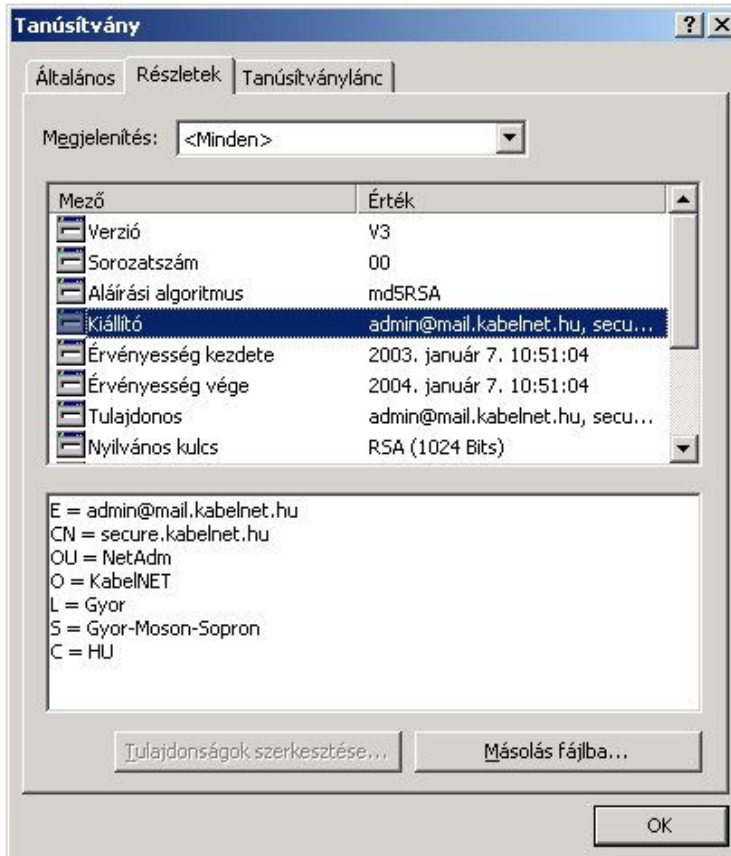 Tanúsítvány
Általános Részletek Tanúsítványlánc
Megjelenítés: <Minden>
Mező Érték
Verzió V3
Sorozatszám 00
Aláírási algoritmus md5RSA
Kiállító admin@mail.kabelnet.hu, secu...
Érvényesség kezdete 2003. január 7. 10:51:04
Érvényesség vége 2004. január 7. 10:51:04
Tulajdonos admin@mail.kabelnet.hu, secu...
Nyilvános kulcs RSA (1024 Bits)
E = admin@mail.kabelnet.hu
CN = secure.kabelnet.hu
OU = NetAdm
O = KabelNET
L = Gyor
S = Gyor-Moson-Sopron
C = HU
Tulajdonságok szerkesztése... Másolás fájlba...
OK